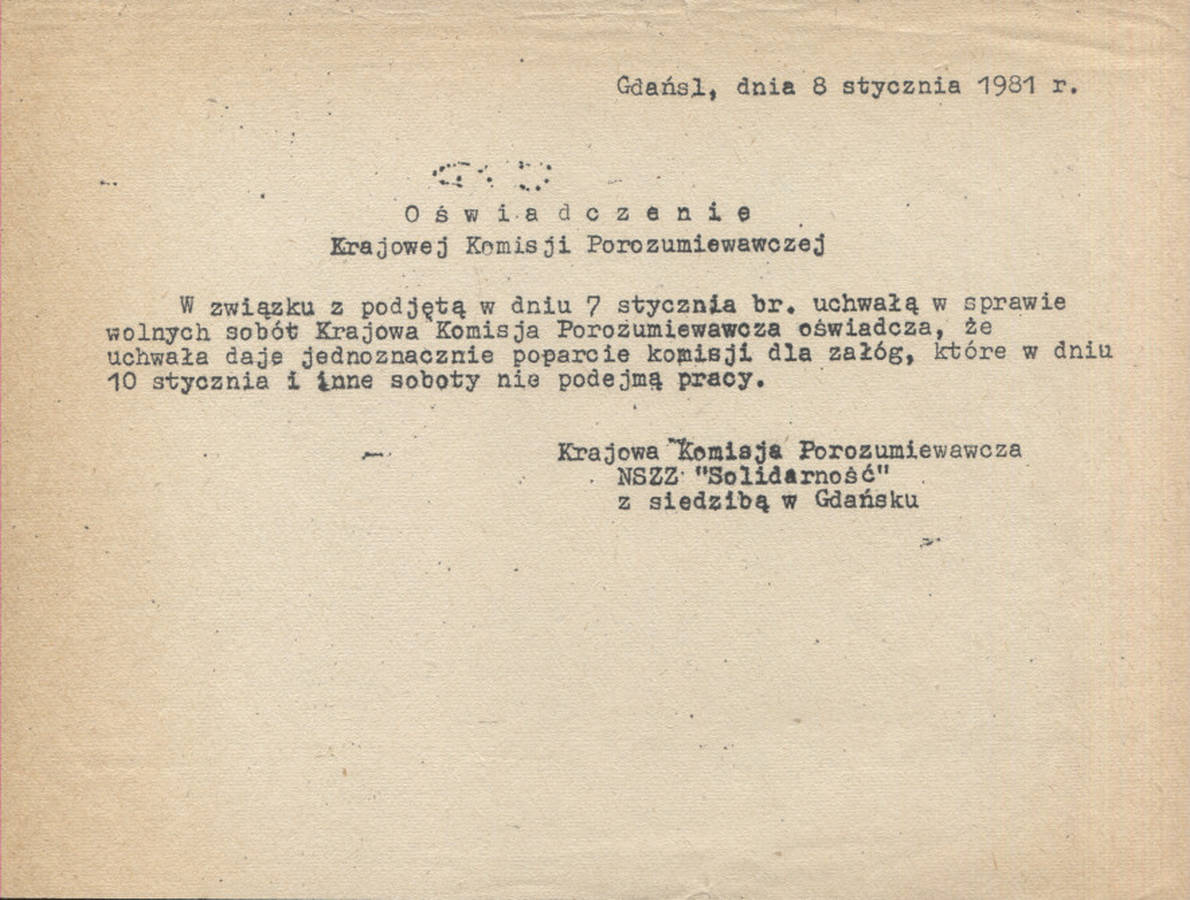 Gdańsl, dnia 8 stycznia 1981 r.
O ś w i a d c z e n i e
Krajowej Komisji Porozumiewawczej
W związku z podjętą w dniu 7 stycznia br. uchwałą w sprawie
wolnych sobót Krajowa Komisja Porozumiewawcza oświadcza, że
uchwała daje jednoznacznie poparcie komisji dla załóg, które w dniu
10 stycznia i inne soboty nie podejmą pracy.
Krajowa Komisja Porozumiewawcza
NSZZ "Solidarność"
z siedzibą w Gdańsku